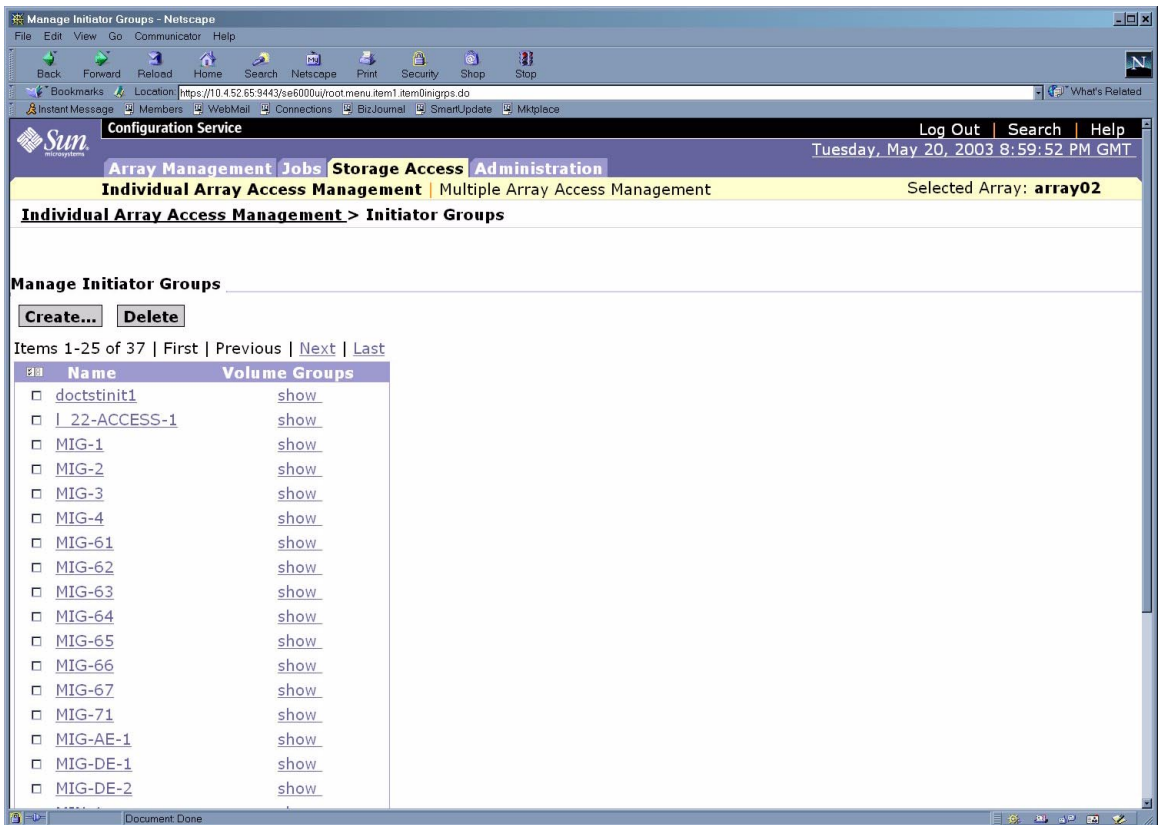 Manage Initiator Groups - Netscape
File Edit View Go Communicator Help
Back Forward Reload Home Search Netscape Print Security Shop Stop
Bookmarks Location: https://10.4.52.65:9443/se6000ui/root.menu.item1.item0inigrps.do What's Related
Instant Message Members WebMail Connections BizJournal SmartUpdate Mktplace
Sun microsystems
Configuration Service Log Out | Search | Help
Tuesday, May 20, 2003 8:59:52 PM GMT
Array Management Jobs Storage Access Administration
Individual Array Access Management | Multiple Array Access Management Selected Array: array02
Individual Array Access Management > Initiator Groups
Manage Initiator Groups
Create... Delete
Items 1-25 of 37 | First | Previous | Next | Last
Name Volume Groups
doctstinit1 show
l_22-ACCESS-1 show
MIG-1 show
MIG-2 show
MIG-3 show
MIG-4 show
MIG-61 show
MIG-62 show
MIG-63 show
MIG-64 show
MIG-65 show
MIG-66 show
MIG-67 show
MIG-71 show
MIG-AE-1 show
MIG-DE-1 show
MIG-DE-2 show
Document: Done